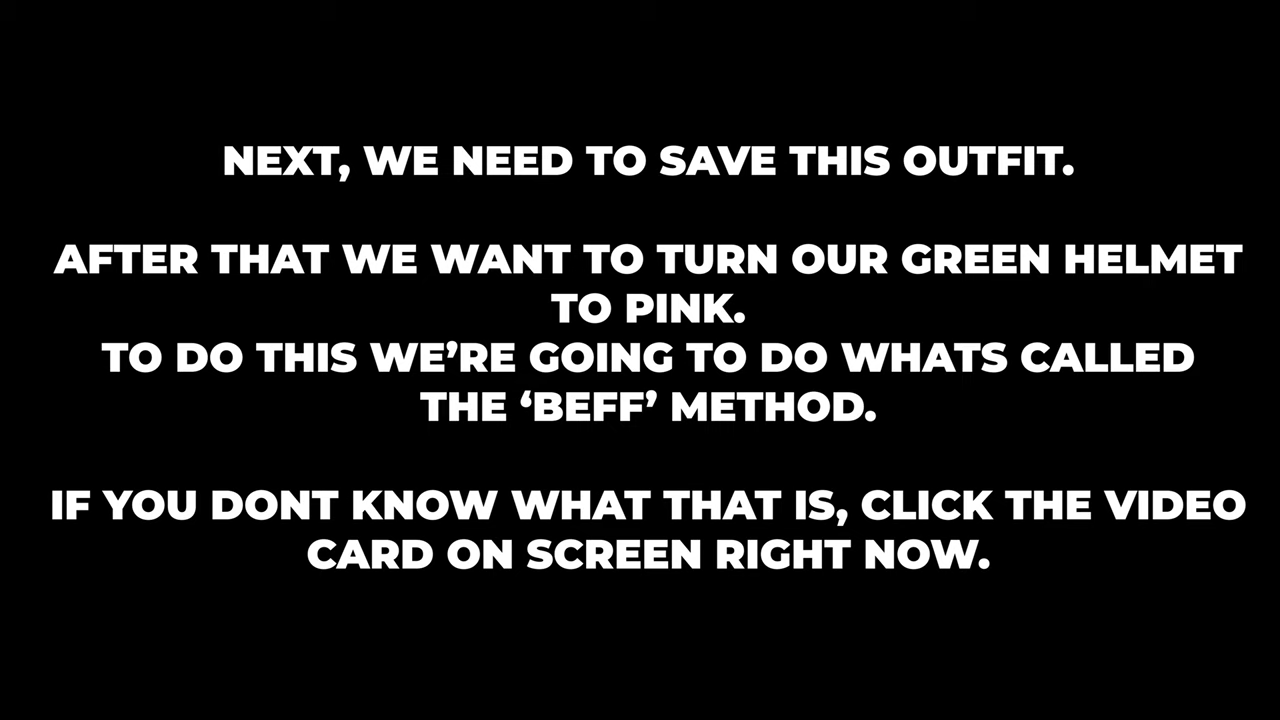 NEXT, WE NEED TO SAVE THIS OUTFIT.
AFTER THAT WE WANT TO TURN OUR GREEN HELMET
TO PINK.
TO DO THIS WE’RE GOING TO DO WHATS CALLED
THE ‘BEFF’ METHOD.
IF YOU DONT KNOW WHAT THAT IS, CLICK THE VIDEO
CARD ON SCREEN RIGHT NOW.